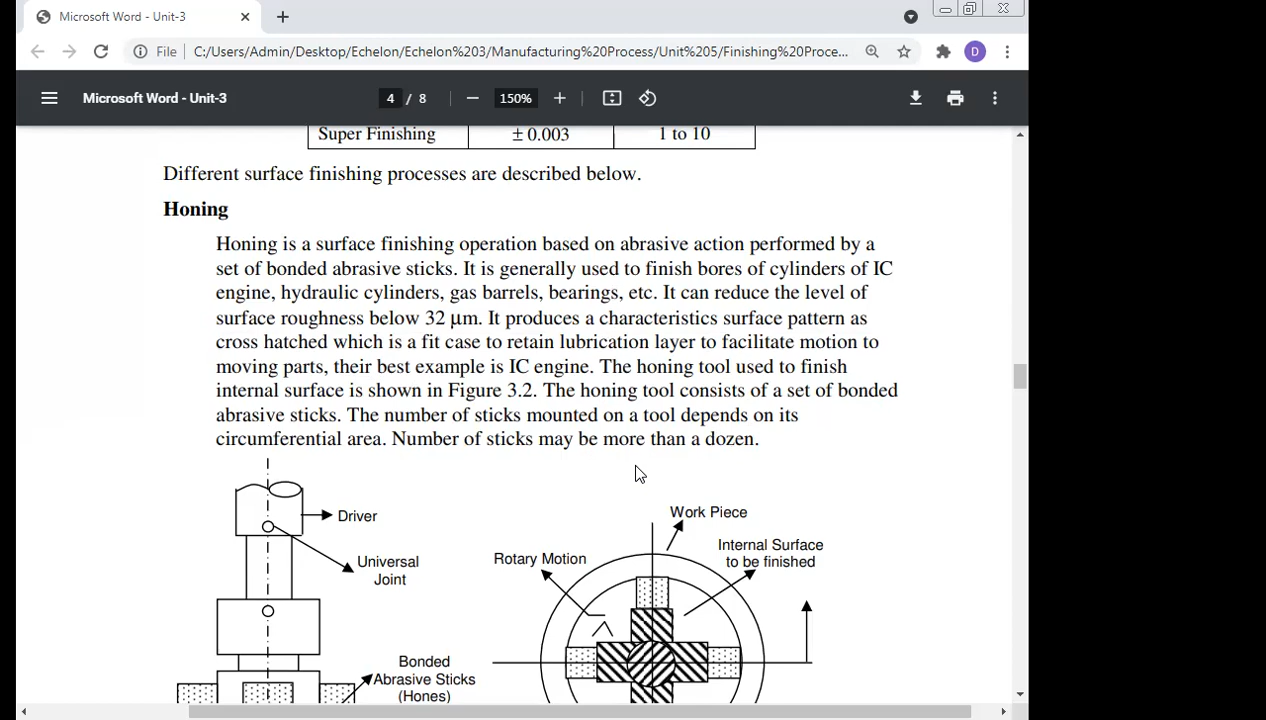 Microsoft Word - Unit-3
File C:/Users/Admin/Desktop/Echelon/Echelon%203/Manufacturing%20Process/Unit%205/Finishing%20Proce...
D
Microsoft Word - Unit-3
4 / 8
150%
Super Finishing ± 0.003 1 to 10
Different surface finishing processes are described below.
Honing
Honing is a surface finishing operation based on abrasive action performed by a
set of bonded abrasive sticks. It is generally used to finish bores of cylinders of IC
engine, hydraulic cylinders, gas barrels, bearings, etc. It can reduce the level of
surface roughness below 32 μm. It produces a characteristics surface pattern as
cross hatched which is a fit case to retain lubrication layer to facilitate motion to
moving parts, their best example is IC engine. The honing tool used to finish
internal surface is shown in Figure 3.2. The honing tool consists of a set of bonded
abrasive sticks. The number of sticks mounted on a tool depends on its
circumferential area. Number of sticks may be more than a dozen.
Driver
Universal
Joint
Bonded
Abrasive Sticks
(Hones)
Work Piece
Rotary Motion
Internal Surface
to be finished